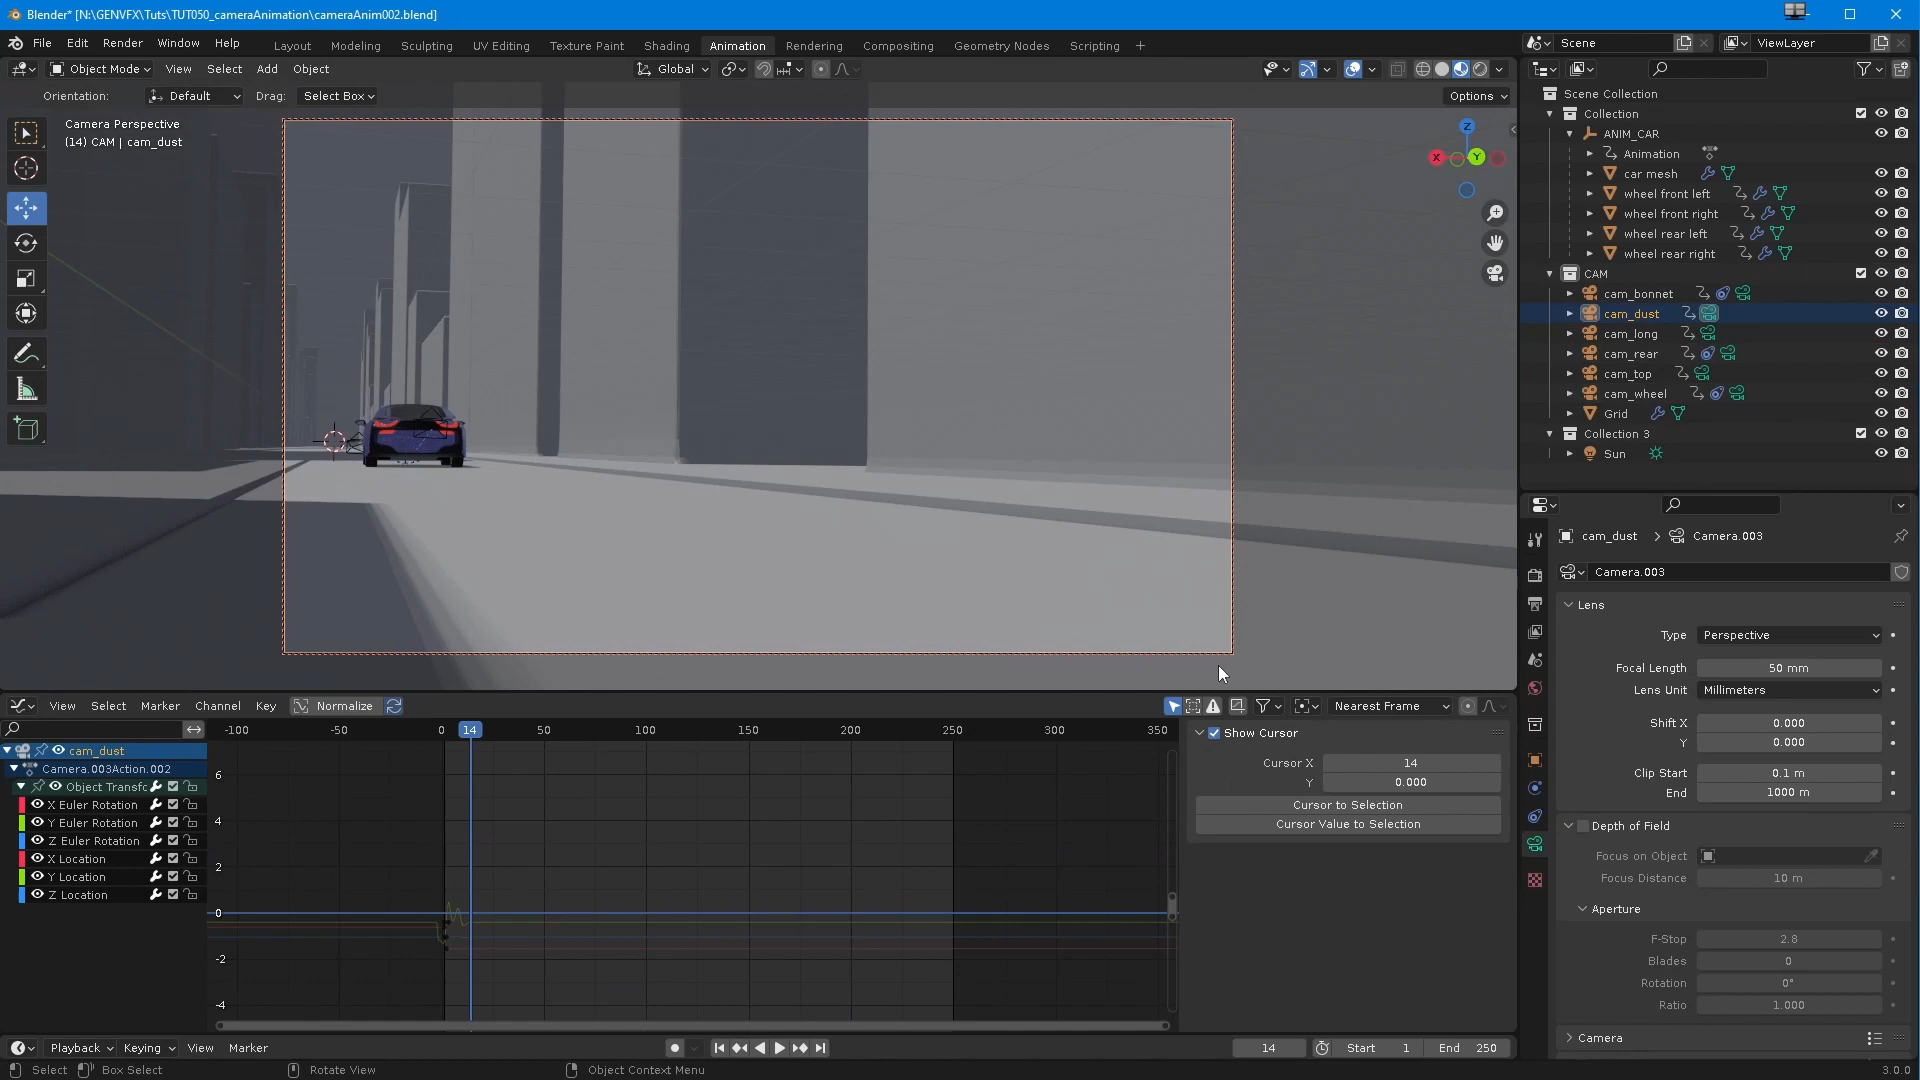 Blender* [N:\GENVFX\Tuts\TUT050_cameraAnimation\cameraAnim002.blend]
File Edit Render Window Help Layout Modeling Sculpting UV Editing Texture Paint Shading Animation Rendering Compositing Geometry Nodes Scripting + Scene ViewLayer
Object Mode View Select Add Object Global
Orientation: Default Drag: Select Box Options
Camera Perspective
(14) CAM | cam_dust
Z
X
Y
Scene Collection
Collection
ANIM_CAR
Animation
car mesh
wheel front left
wheel front right
wheel rear left
wheel rear right
CAM
cam_bonnet
cam_dust
cam_long
cam_rear
cam_top
cam_wheel
Grid
Collection 3
Sun
cam_dust > Camera.003
Camera.003
Lens
Type Perspective
Focal Length 50 mm
Lens Unit Millimeters
Shift X 0.000
Y 0.000
Clip Start 0.1 m
End 1000 m
Depth of Field
Focus on Object
Focus Distance 10 m
Aperture
F-Stop 2.8
Blades 0
Rotation 0°
Ratio 1.000
Camera
View Select Marker Channel Key Normalize Nearest Frame
-100 -50 0 14 50 100 150 200 250 300 350
cam_dust
Camera.003Action.002
Object Transfc
X Euler Rotation
Y Euler Rotation
Z Euler Rotation
X Location
Y Location
Z Location
6
4
2
0
-2
-4
Show Cursor
Cursor X 14
Y 0.000
Cursor to Selection
Cursor Value to Selection
Playback Keying View Marker 14 Start 1 End 250
Select Box Select Rotate View Object Context Menu 3.0.0